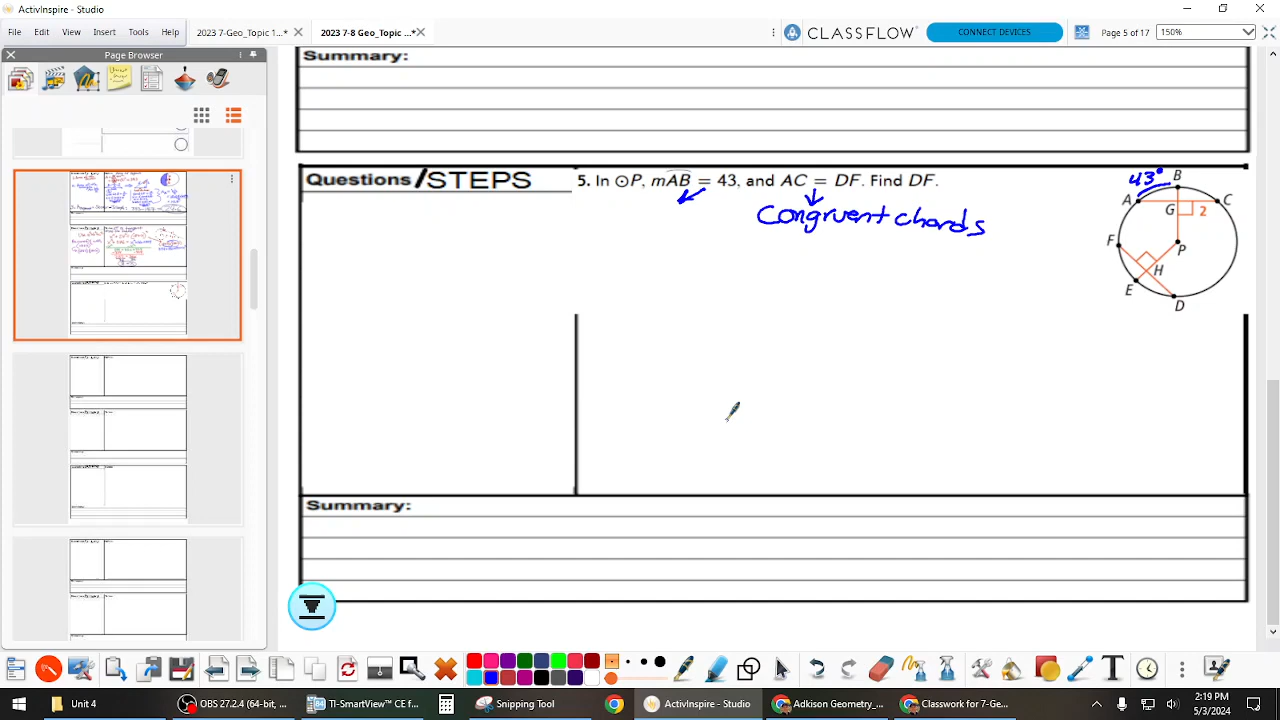 ActivInspire - Studio
File Edit View Insert Tools Help
2023 7-Geo_Topic 1...*
2023 7-8 Geo_Topic ...*
CLASSFLOW
CONNECT DEVICES
Page 5 of 17
150%
Page Browser
Summary:
Questions/STEPS
5. In ⊙P, mAB = 43, and AC = DF. Find DF.
Congruent chords
43°
B
A
C
G
2
F
P
H
E
D
Summary:
Unit 4
OBS 27.2.4 (64-bit, ...
TI-SmartView™ CE F...
Snipping Tool
ActivInspire - Studio
Adkison Geometry_...
Classwork for 7-Ge...
2:19 PM
5/3/2024